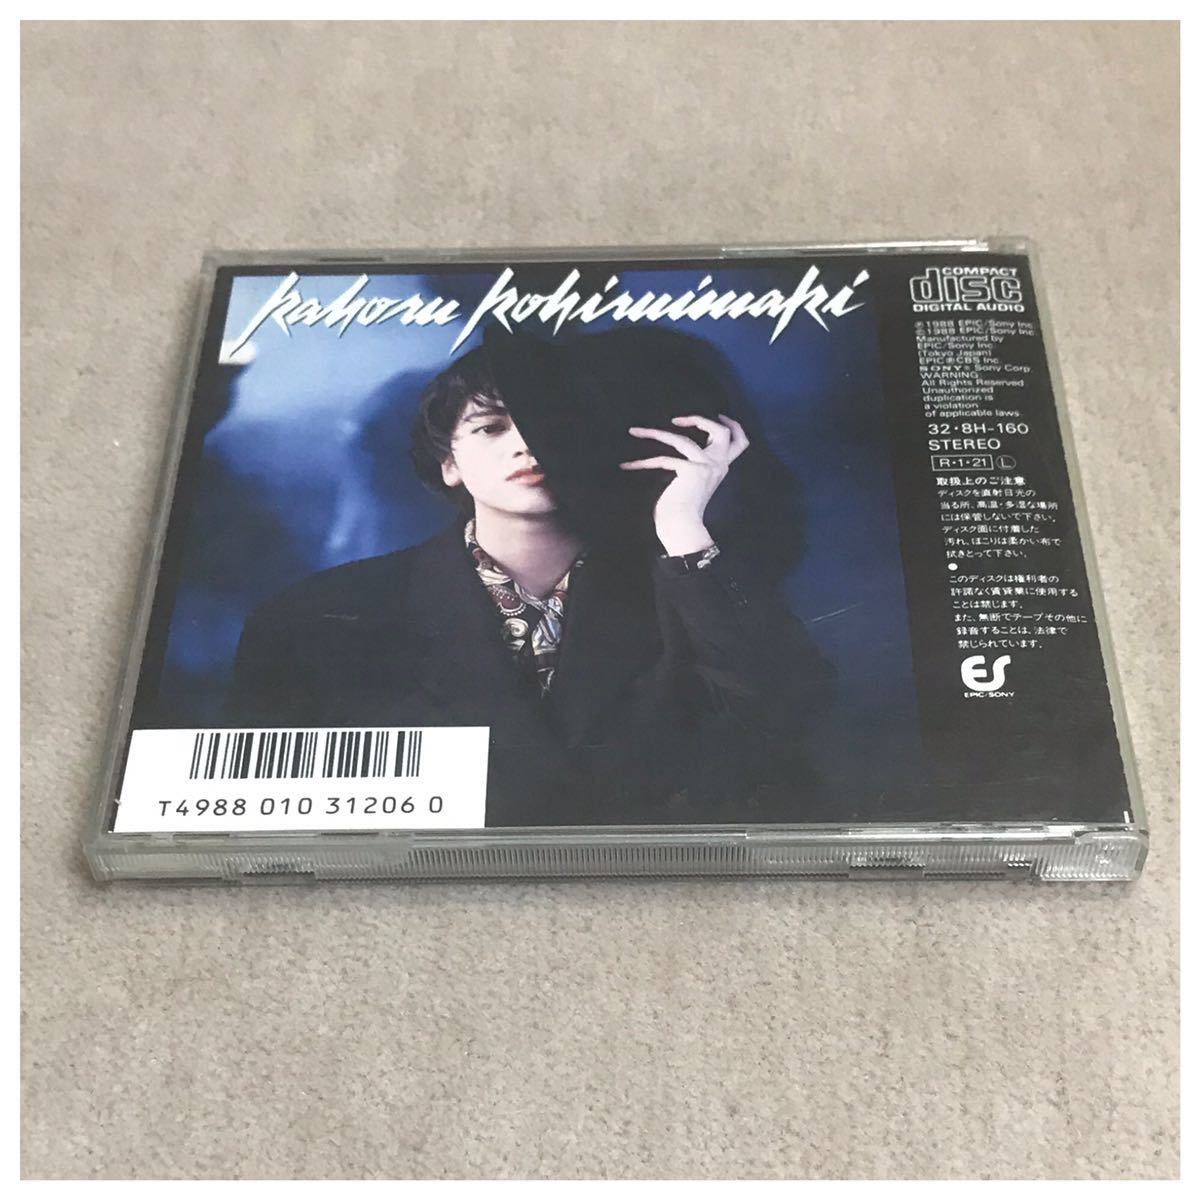 kahoru kohiruimaki
COMPACT
disc
DIGITAL AUDIO
℗1988 EPIC/Sony Inc.
©1988 EPIC/Sony Inc.
Manufactured by
EPIC/Sony Inc.
(Tokyo Japan)
EPIC®CBS Inc.
SONY® Sony Corp.
WARNING:
All Rights Reserved
Unauthorized
duplication is
a violation
of applicable laws.
32・8H-160
STEREO
R・1・21 L
取扱上のご注意
ディスクを直射日光の
当る所、高温・多湿な場所
には保管しないで下さい。
ディスク面に付着した
汚れ、ほこりは柔かい布で
拭きとって下さい。
●
このディスクは権利者の
許諾なく賃貸業に使用する
ことは禁じます。
また、無断でテープその他に
録音することは、法律で
禁じられています。
ES
EPIC/SONY
T4988 010 31206 0